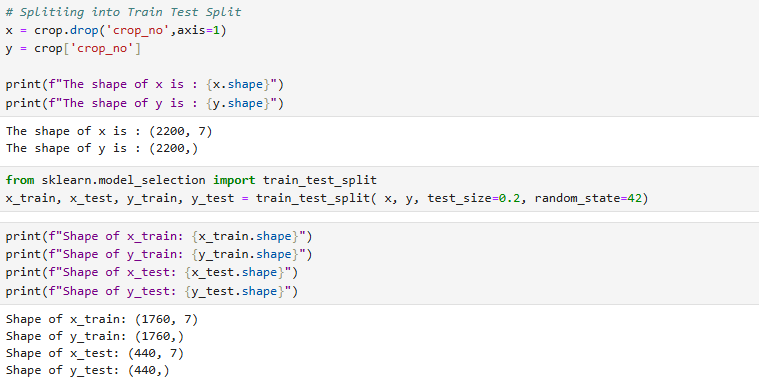 # Splitiing into Train Test Split
x = crop.drop('crop_no',axis=1)
y = crop['crop_no']
print(f"The shape of x is : {x.shape}")
print(f"The shape of y is : {y.shape}")
The shape of x is : (2200, 7)
The shape of y is : (2200,)
from sklearn.model_selection import train_test_split
x_train, x_test, y_train, y_test = train_test_split( x, y, test_size=0.2, random_state=42)
print(f"Shape of x_train: {x_train.shape}")
print(f"Shape of y_train: {y_train.shape}")
print(f"Shape of x_test: {x_test.shape}")
print(f"Shape of y_test: {y_test.shape}")
Shape of x_train: (1760, 7)
Shape of y_train: (1760,)
Shape of x_test: (440, 7)
Shape of y_test: (440,)